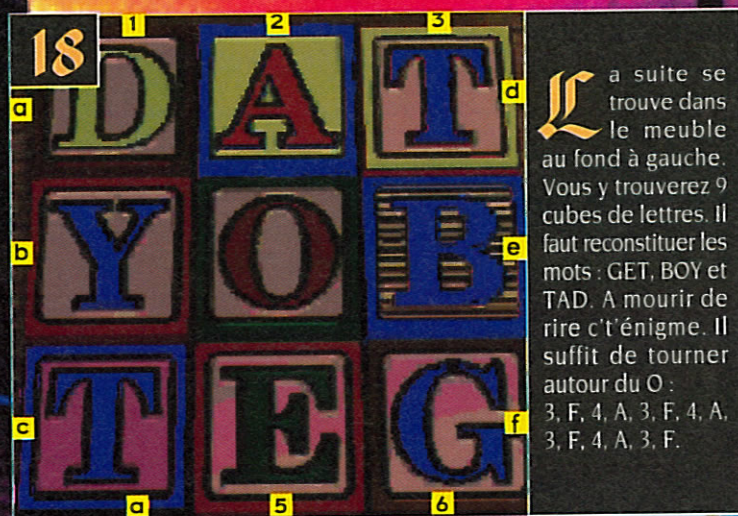 18
1 2 3
a D A T d
b Y O B e
c T E G f
a 5 6
La suite se
trouve dans
le meuble
au fond à gauche.
Vous y trouverez 9
cubes de lettres. Il
faut reconstituer les
mots : GET, BOY et
TAD. A mourir de
rire c't'énigme. Il
suffit de tourner
autour du O :
3, F, 4, A, 3, F, 4, A,
3, F, 4, A, 3, F.